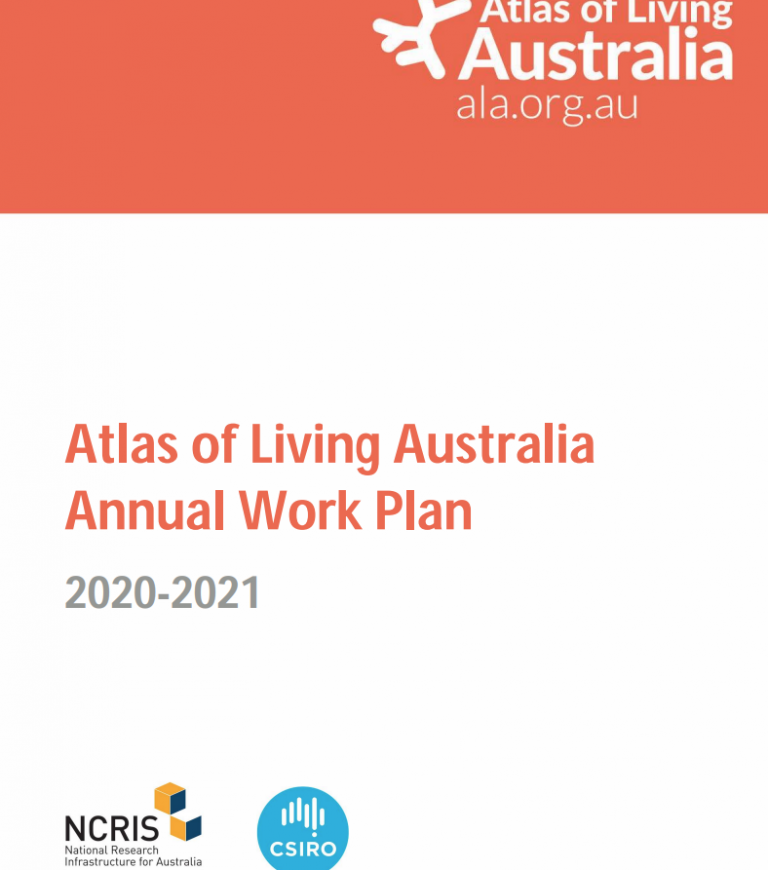 Atlas of Living
Australia
ala.org.au
Atlas of Living Australia
Annual Work Plan
2020-2021
NCRIS
National Research
Infrastructure for Australia
CSIRO